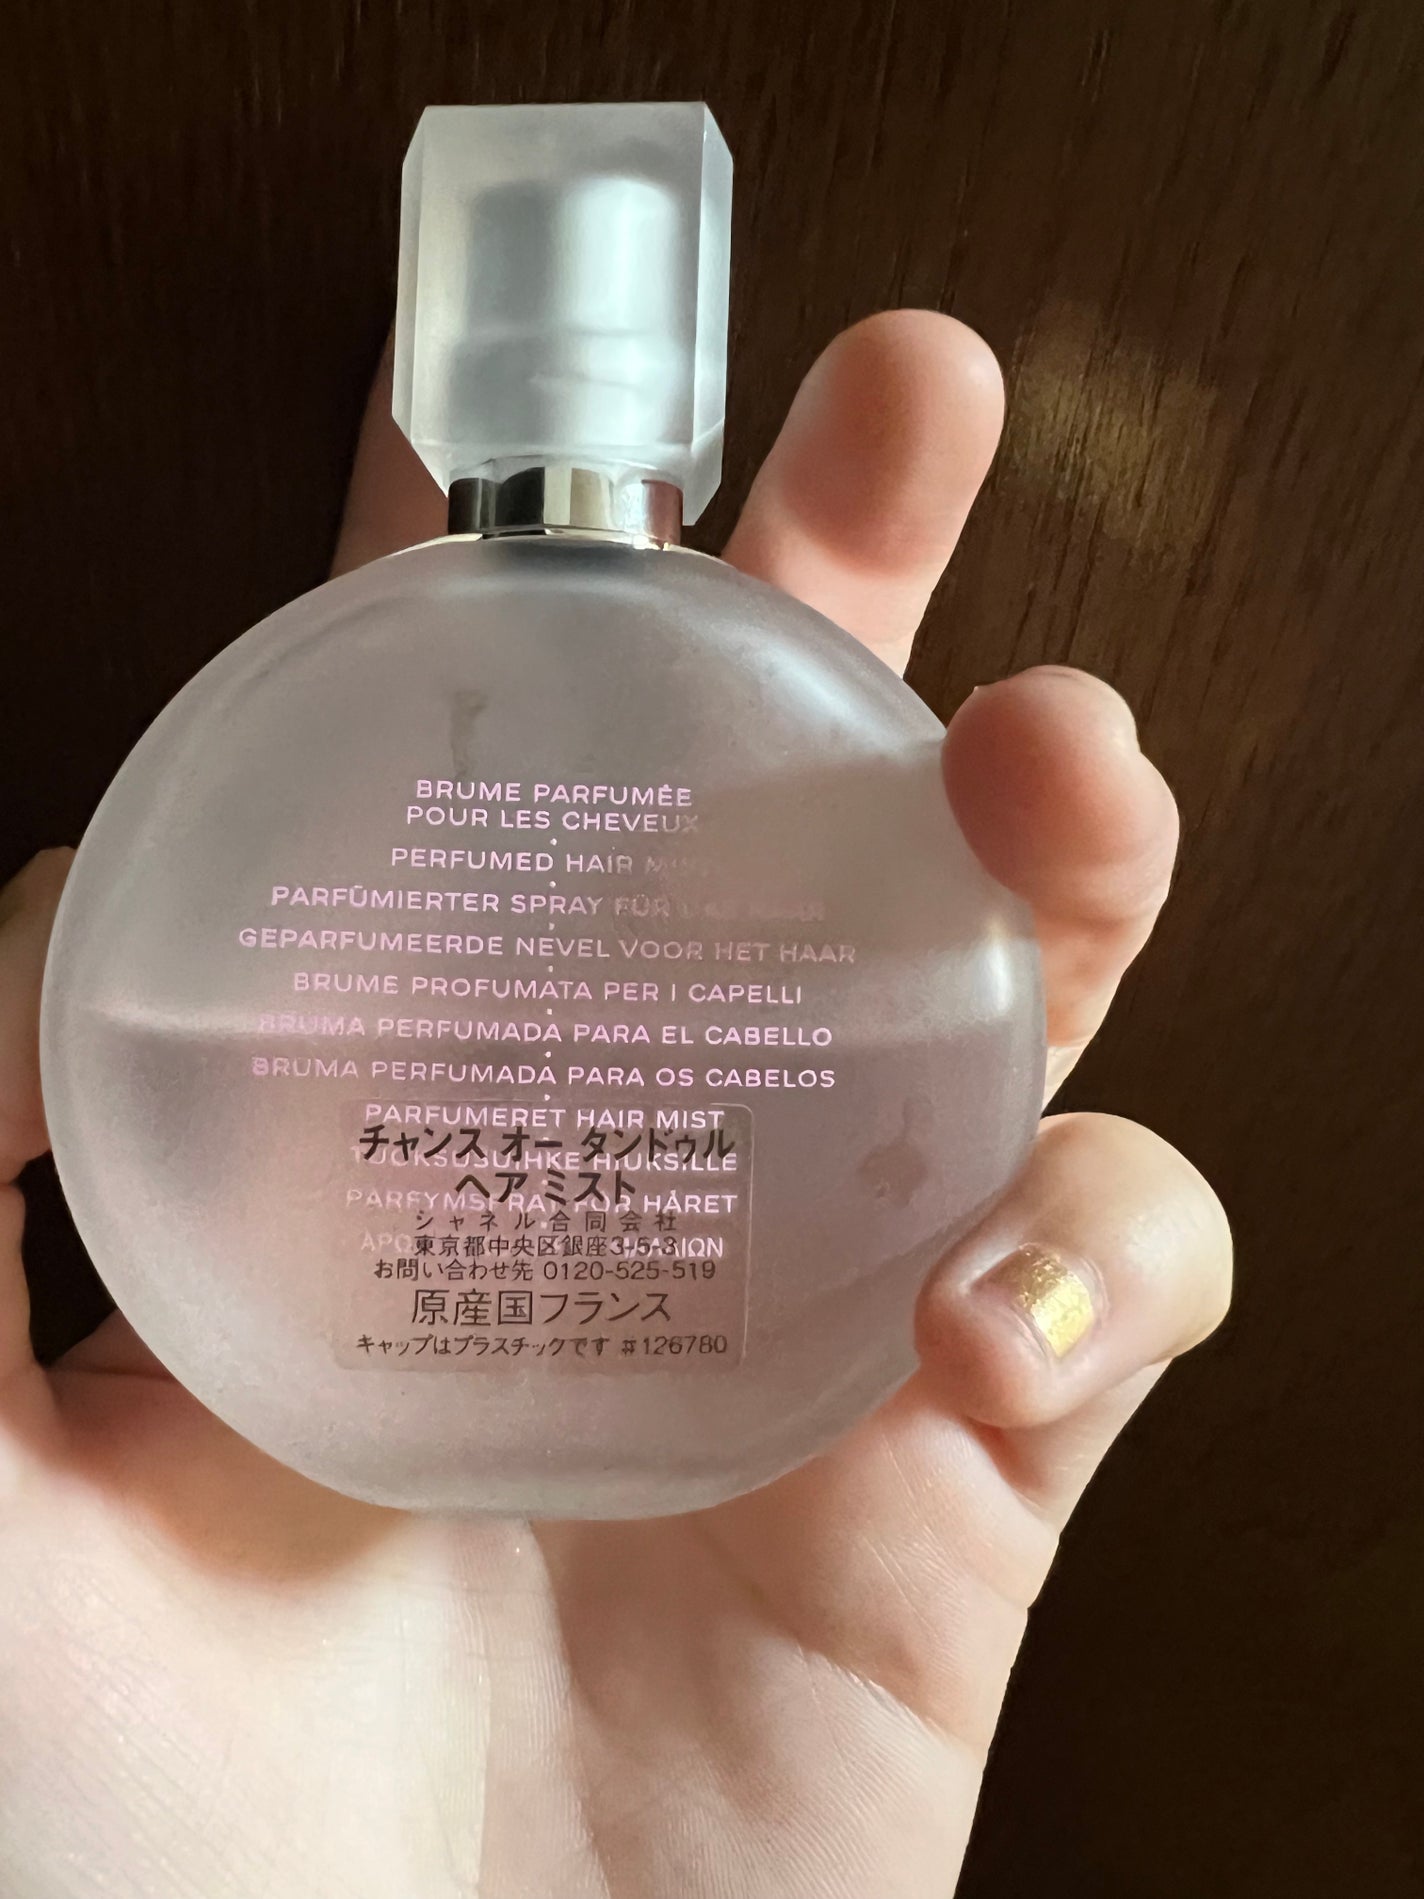 BRUME PARFUMÉE
POUR LES CHEVEUX
PERFUMED HAIR
PARFÜMIERTER SPRAY FÜR
GEPARFUMEERDE NEVEL VOOR HET HAAR
BRUME PROFUMATA PER I CAPELLI
BRUMA PERFUMADA PARA EL CABELLO
BRUMA PERFUMADA PARA OS CABELOS
PARFUMERET HAIR MIST
チャンス オー タンドゥル
HIUKSILLE
ヘア ミスト
PARFYMSPRAY FÖR HÅRET
シャネル合同会社
東京都中央区銀座3-5-3
お問い合わせ先 0120-525-519
原産国フランス
キャップはプラスチックです #126780